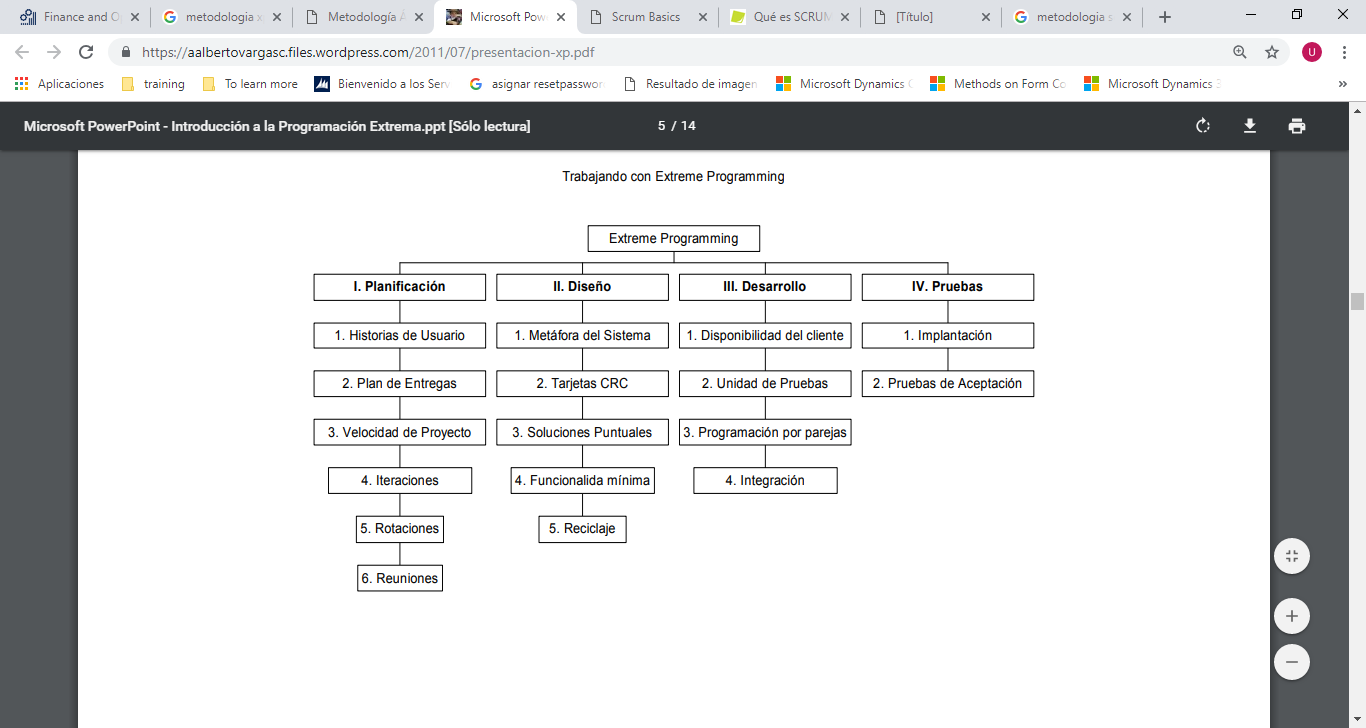 Finance and O
metodologia x
Metodología Á
Microsoft Pow
Scrum Basics
Qué es SCRUM
[Título]
metodologia s
https://aalbertovargasc.files.wordpress.com/2011/07/presentacion-xp.pdf
U
Aplicaciones
training
To learn more
Bienvenido a los Serv
asignar resetpasswor
Resultado de imagen
Microsoft Dynamics
Methods on Form Co
Microsoft Dynamics 3
»
Microsoft PowerPoint - Introducción a la Programación Extrema.ppt [Sólo lectura]
5 / 14
Trabajando con Extreme Programming
Extreme Programming
I. Planificación
II. Diseño
III. Desarrollo
IV. Pruebas
1. Historias de Usuario
1. Metáfora del Sistema
1. Disponibilidad del cliente
1. Implantación
2. Plan de Entregas
2. Tarjetas CRC
2. Unidad de Pruebas
2. Pruebas de Aceptación
3. Velocidad de Proyecto
3. Soluciones Puntuales
3. Programación por parejas
4. Iteraciones
4. Funcionalida mínima
4. Integración
5. Rotaciones
5. Reciclaje
6. Reuniones